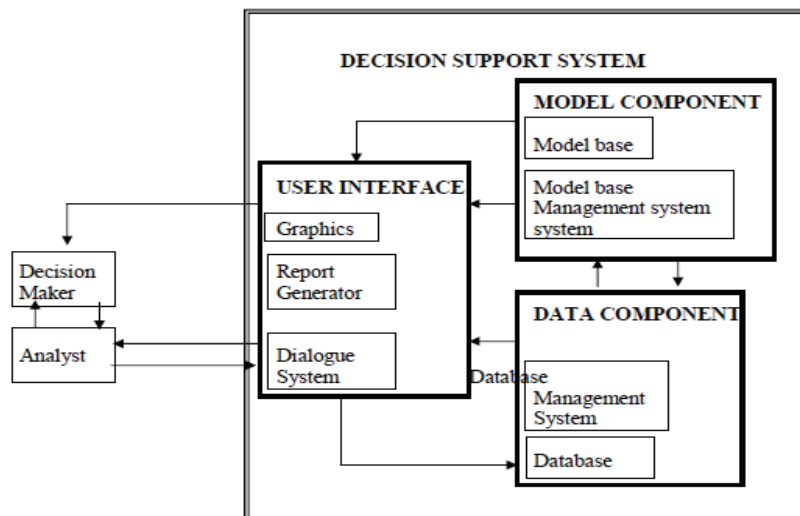 DECISION SUPPORT SYSTEM
MODEL COMPONENT
Model base
Model base
Management system
system
USER INTERFACE
Graphics
Report
Generator
Dialogue
System
Decision
Maker
Analyst
DATA COMPONENT
Database
Management
System
Database